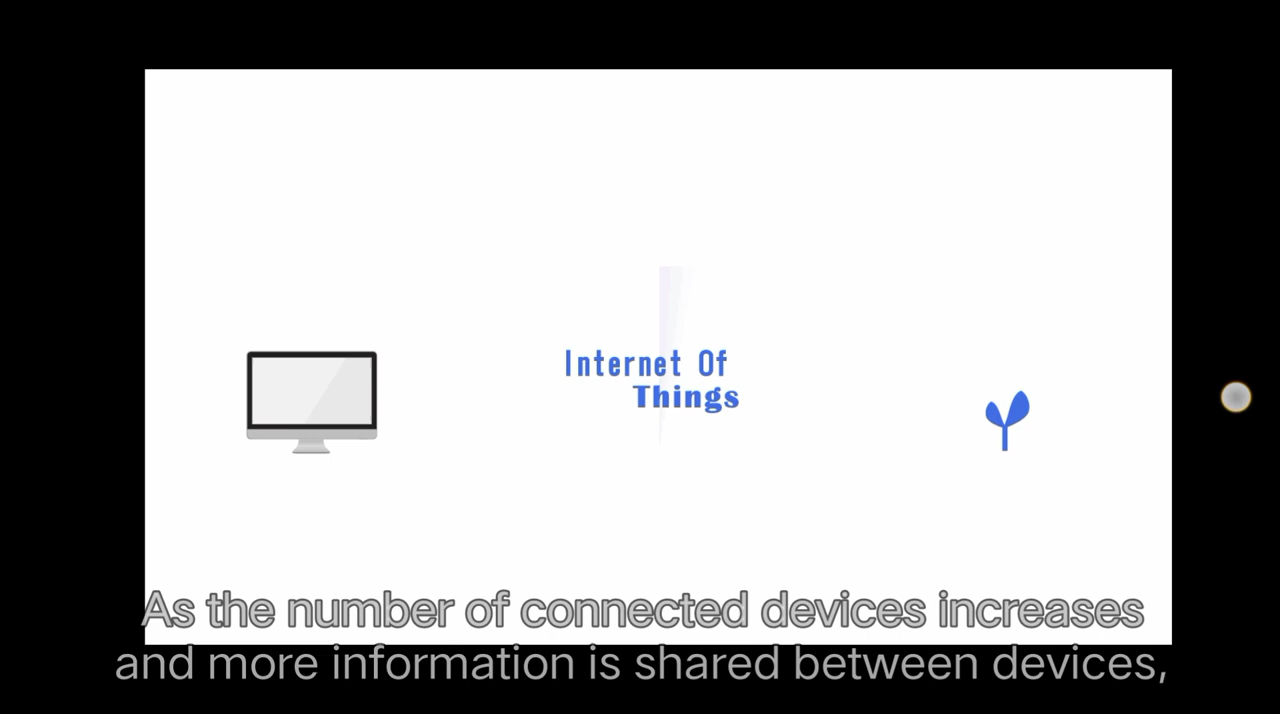 Internet Of
Things
As the number of connected devices increases
and more information is shared between devices,